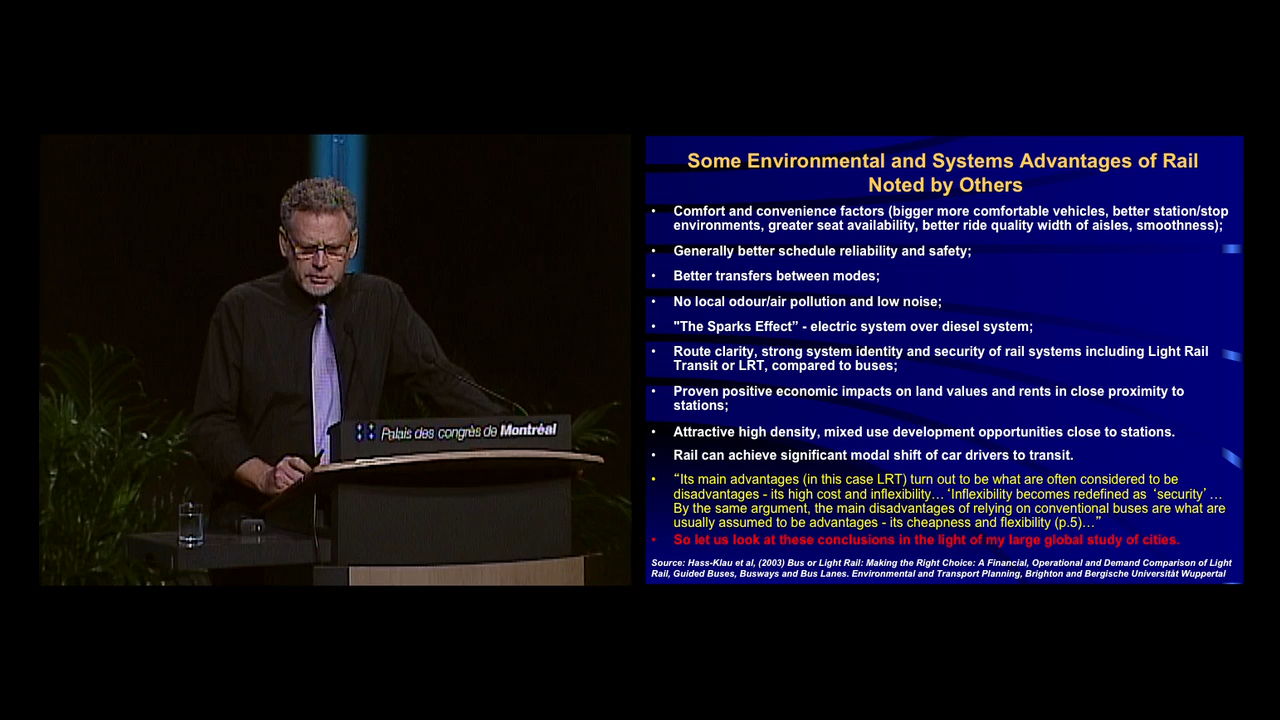 Palais des congrès de Montréal
Some Environmental and Systems Advantages of Rail
Noted by Others
• Comfort and convenience factors (bigger more comfortable vehicles, better station/stop
environments, greater seat availability, better ride quality width of aisles, smoothness);
• Generally better schedule reliability and safety;
• Better transfers between modes;
• No local odour/air pollution and low noise;
• "The Sparks Effect” - electric system over diesel system;
• Route clarity, strong system identity and security of rail systems including Light Rail
Transit or LRT, compared to buses;
• Proven positive economic impacts on land values and rents in close proximity to
stations;
• Attractive high density, mixed use development opportunities close to stations.
• Rail can achieve significant modal shift of car drivers to transit.
• “Its main advantages (in this case LRT) turn out to be what are often considered to be
disadvantages - its high cost and inflexibility… ‘Inflexibility becomes redefined as ‘security’ …
By the same argument, the main disadvantages of relying on conventional buses are what are
usually assumed to be advantages - its cheapness and flexibility (p.5)…”
• So let us look at these conclusions in the light of my large global study of cities.
Source: Hass-Klau et al, (2003) Bus or Light Rail: Making the Right Choice: A Financial, Operational and Demand Comparison of Light
Rail, Guided Buses, Busways and Bus Lanes. Environmental and Transport Planning, Brighton and Bergische Universität Wuppertal